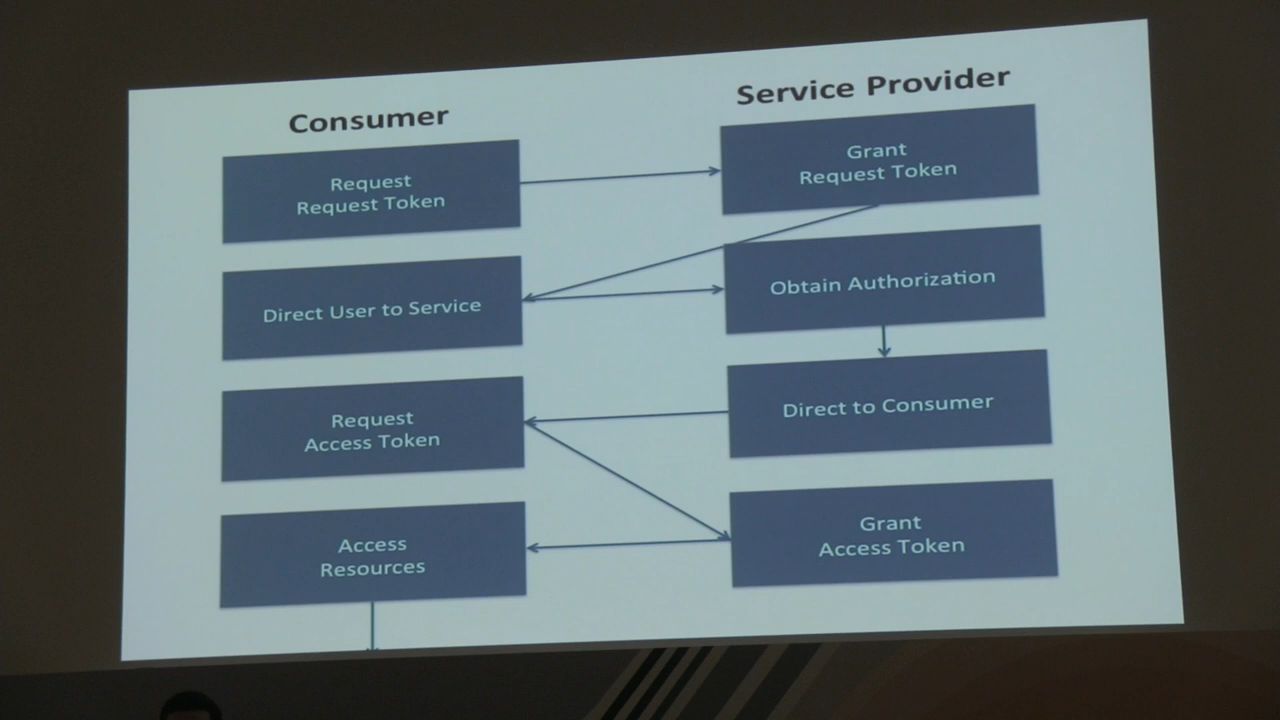 Consumer
Service Provider
Request
Request Token
Grant
Request Token
Direct User to Service
Obtain Authorization
Request
Access Token
Direct to Consumer
Access
Resources
Grant
Access Token